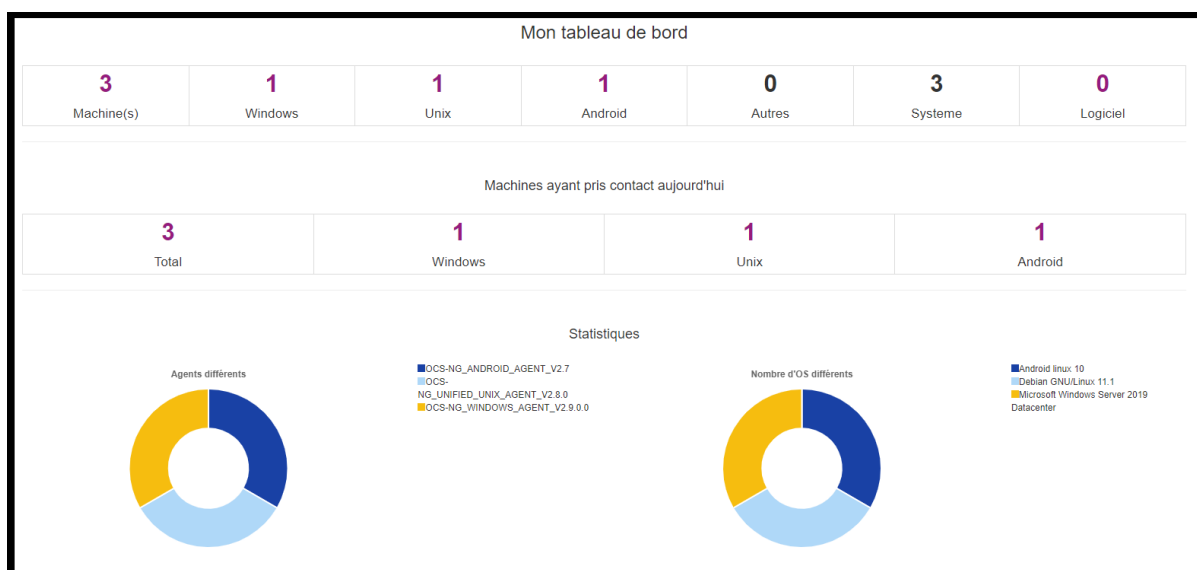 Mon tableau de bord
3 1 1 1 0 3 0
Machine(s) Windows Unix Android Autres Systeme Logiciel
Machines ayant pris contact aujourd'hui
3 1 1 1
Total Windows Unix Android
Statistiques
Agents différents
OCS-NG_ANDROID_AGENT_V2.7
OCS-
NG_UNIFIED_UNIX_AGENT_V2.8.0
OCS-NG_WINDOWS_AGENT_V2.9.0.0
Nombre d'OS différents
Android linux 10
Debian GNU/Linux 11.1
Microsoft Windows Server 2019
Datacenter